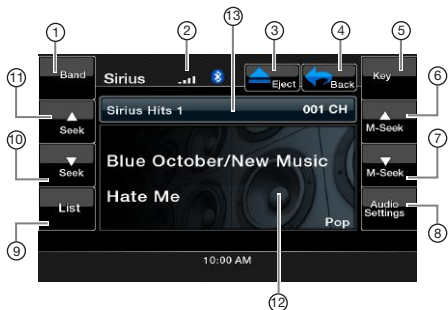 1
2
13
3
4
5
Band
Sirius
Eject
Back
Key
11
Sirius Hits 1 001 CH
6
Seek
M-Seek
10
Blue October/New Music
7
Seek
M-Seek
Hate Me
List
Audio
Settings
Pop
9
8
10:00 AM
12